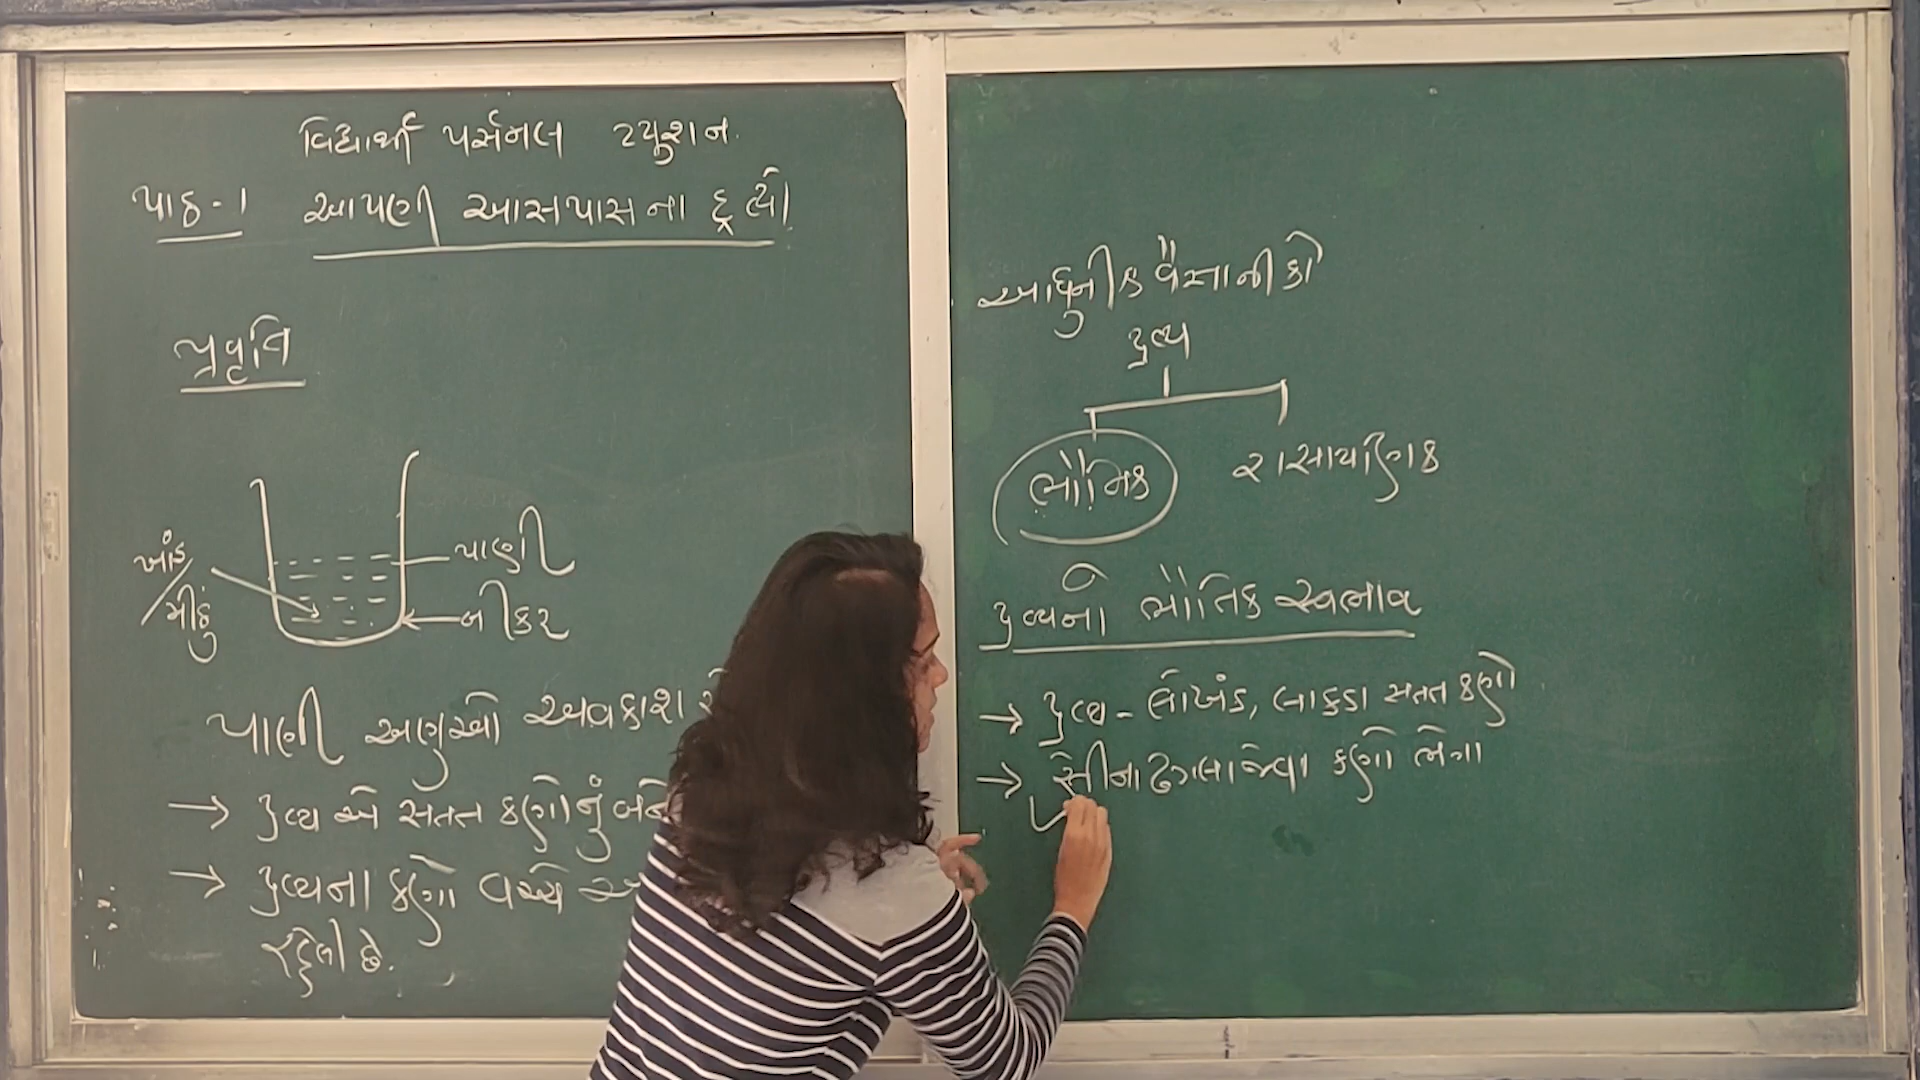 વિદ્યાર્થી પર્સનલ ટ્યુશન.
પાઠ - 1 આપણી આસપાસના દ્રવ્યો
પ્રવૃતિ
ખાંડ/મીઠું
પાણી
બીકર
પાણી અણુઓ અવકાશ
→ દ્રવ્ય એ સતત કણોનું
→ દ્રવ્યના કણો વચ્ચે
રહેલી છે.
આધુનીક વૈજ્ઞાનીકો
દ્રવ્ય
ભૌમિક રાસાયણિક
દ્રવ્યનો ભૌતિક સ્વભાવ
→ દ્રવ્ય - લોખંડ, લાકડા સતત કણો
→ રેતીના ઢગલા જેવા કણો ભેગા